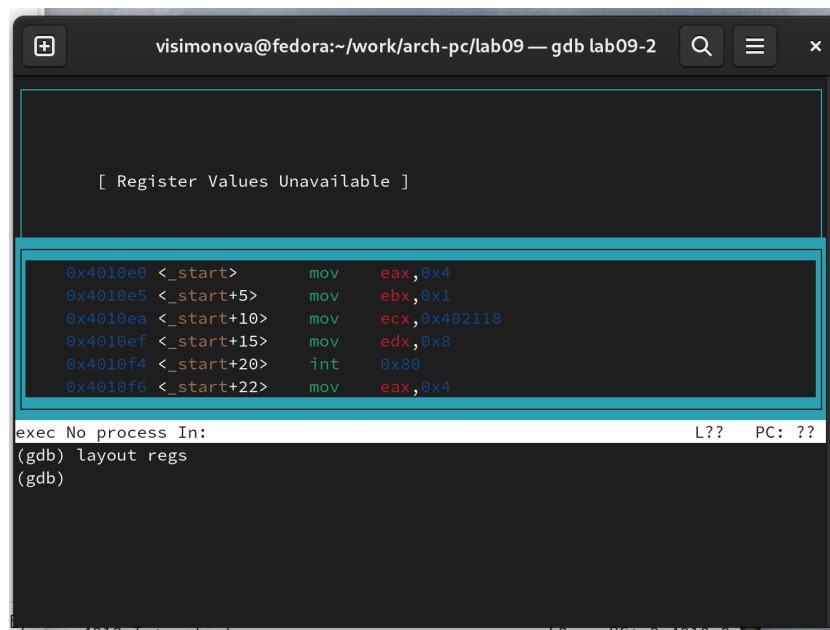 visimonova@fedora:~/work/arch-pc/lab09 — gdb lab09-2
[ Register Values Unavailable ]
0x4010e0 <_start> mov eax,0x4
0x4010e5 <_start+5> mov ebx,0x1
0x4010ea <_start+10> mov ecx,0x402118
0x4010ef <_start+15> mov edx,0x8
0x4010f4 <_start+20> int 0x80
0x4010f6 <_start+22> mov eax,0x4
exec No process In: L?? PC: ??
(gdb) layout regs
(gdb)